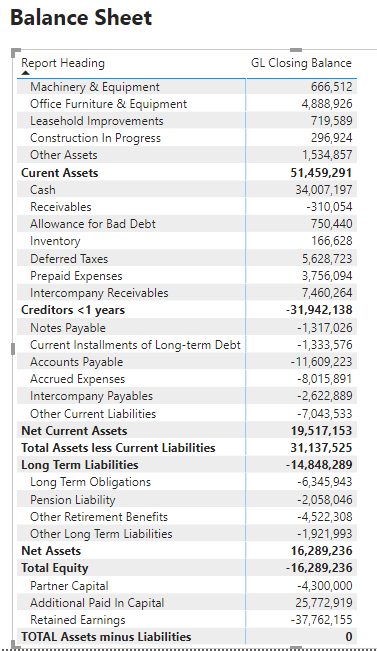 Balance Sheet
Report Heading GL Closing Balance
Machinery & Equipment 666,512
Office Furniture & Equipment 4,888,926
Leasehold Improvements 719,589
Construction In Progress 296,924
Other Assets 1,534,857
Curent Assets 51,459,291
Cash 34,007,197
Receivables -310,054
Allowance for Bad Debt 750,440
Inventory 166,628
Deferred Taxes 5,628,723
Prepaid Expenses 3,756,094
Intercompany Receivables 7,460,264
Creditors <1 years -31,942,138
Notes Payable -1,317,026
Current Installments of Long-term Debt -1,333,576
Accounts Payable -11,609,223
Accrued Expenses -8,015,891
Intercompany Payables -2,622,889
Other Current Liabilities -7,043,533
Net Current Assets 19,517,153
Total Assets less Current Liabilities 31,137,525
Long Term Liabilities -14,848,289
Long Term Obligations -6,345,943
Pension Liability -2,058,046
Other Retirement Benefits -4,522,308
Other Long Term Liabilities -1,921,993
Net Assets 16,289,236
Total Equity -16,289,236
Partner Capital -4,300,000
Additional Paid In Capital 25,772,919
Retained Earnings -37,762,155
TOTAL Assets minus Liabilities 0